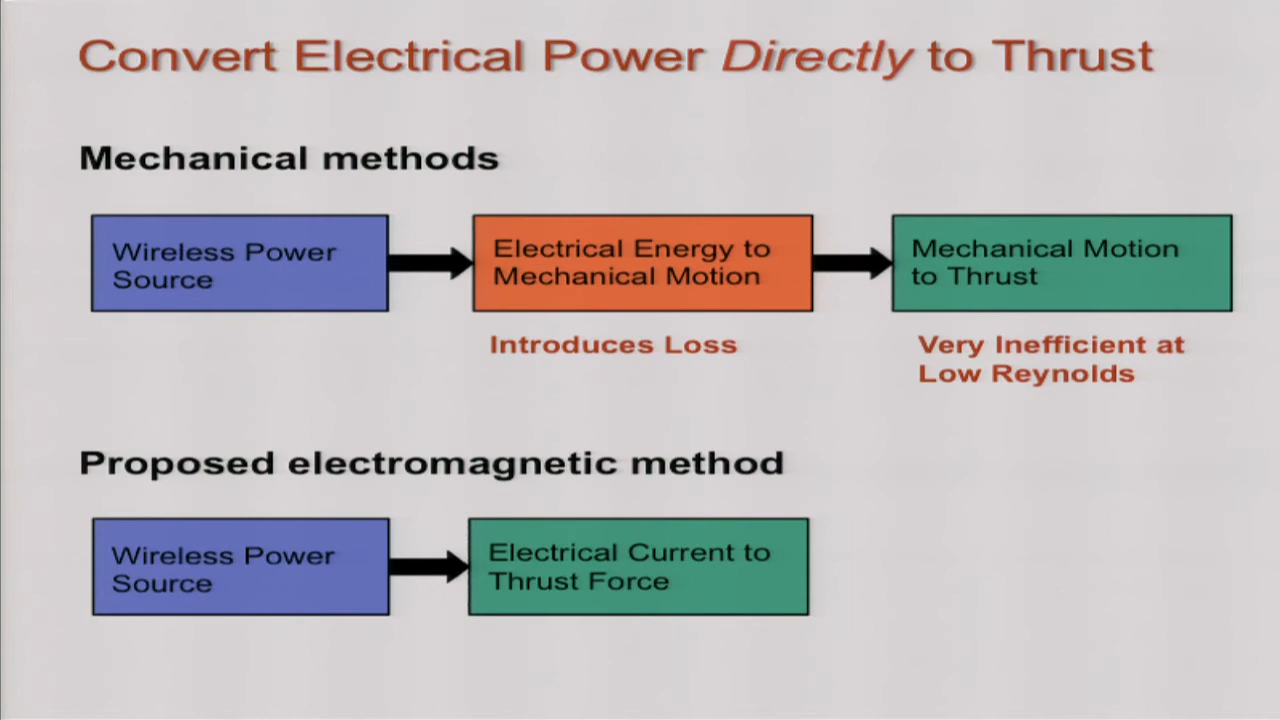 Convert Electrical Power Directly to Thrust
Mechanical methods
Wireless Power
Source
Electrical Energy to
Mechanical Motion
Mechanical Motion
to Thrust
Introduces Loss
Very Inefficient at
Low Reynolds
Proposed electromagnetic method
Wireless Power
Source
Electrical Current to
Thrust Force